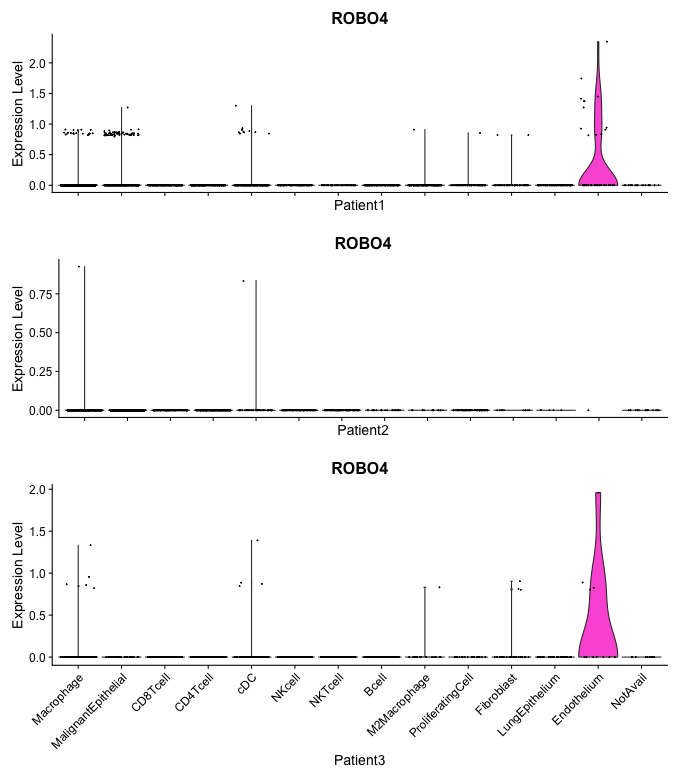 ROBO4
Expression Level
2.0
1.5
1.0
0.5
0.0
Patient1
ROBO4
Expression Level
0.75
0.50
0.25
0.00
Patient2
ROBO4
Expression Level
2.0
1.5
1.0
0.5
0.0
Macrophage
MalignantEpithelial
CD8Tcell
CD4Tcell
cDC
NKcell
NKTcell
Bcell
M2Macrophage
ProliferatingCell
Fibroblast
LungEpithelium
Endothelium
NotAvail
Patient3